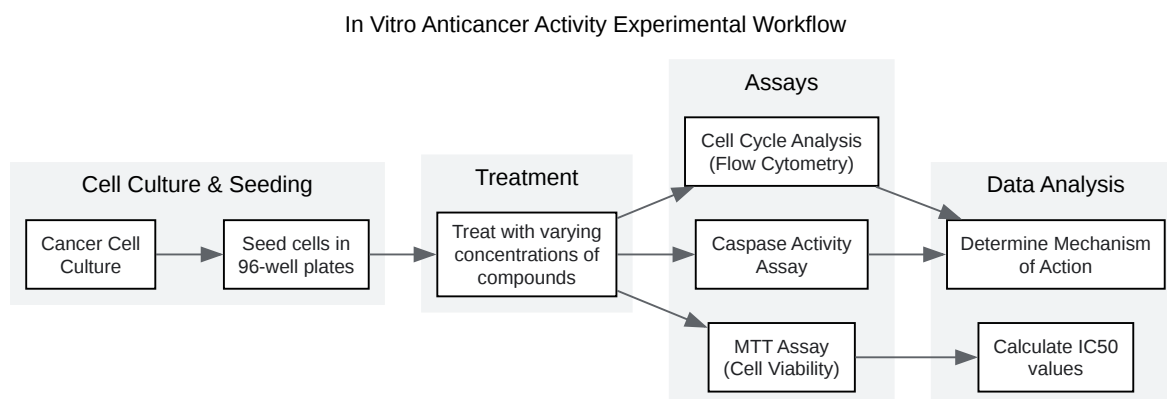 In Vitro Anticancer Activity Experimental Workflow
Cell Culture & Seeding
Cancer Cell
Culture
Seed cells in
96-well plates
Treatment
Treat with varying
concentrations of
compounds
Assays
Cell Cycle Analysis
(Flow Cytometry)
Caspase Activity
Assay
MTT Assay
(Cell Viability)
Data Analysis
Determine Mechanism
of Action
Calculate IC50
values